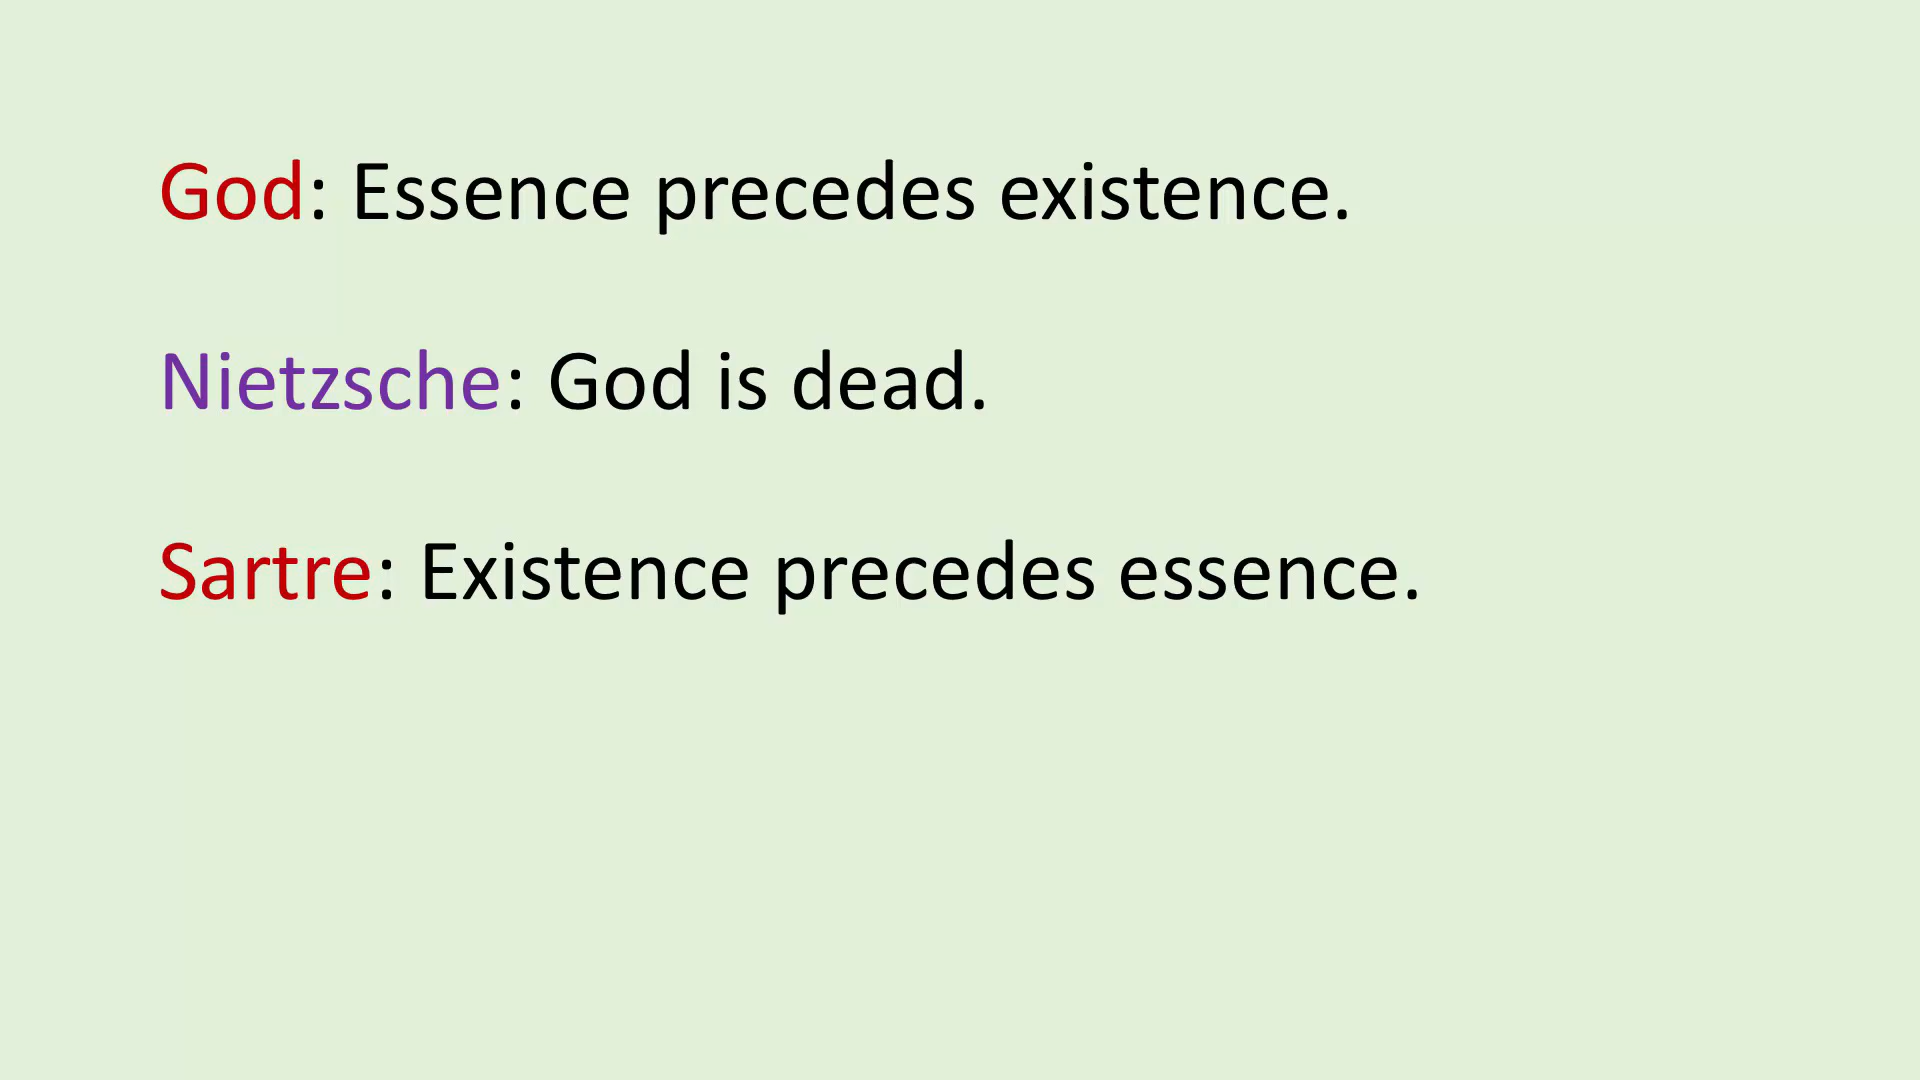 God: Essence precedes existence.
Nietzsche: God is dead.
Sartre: Existence precedes essence.